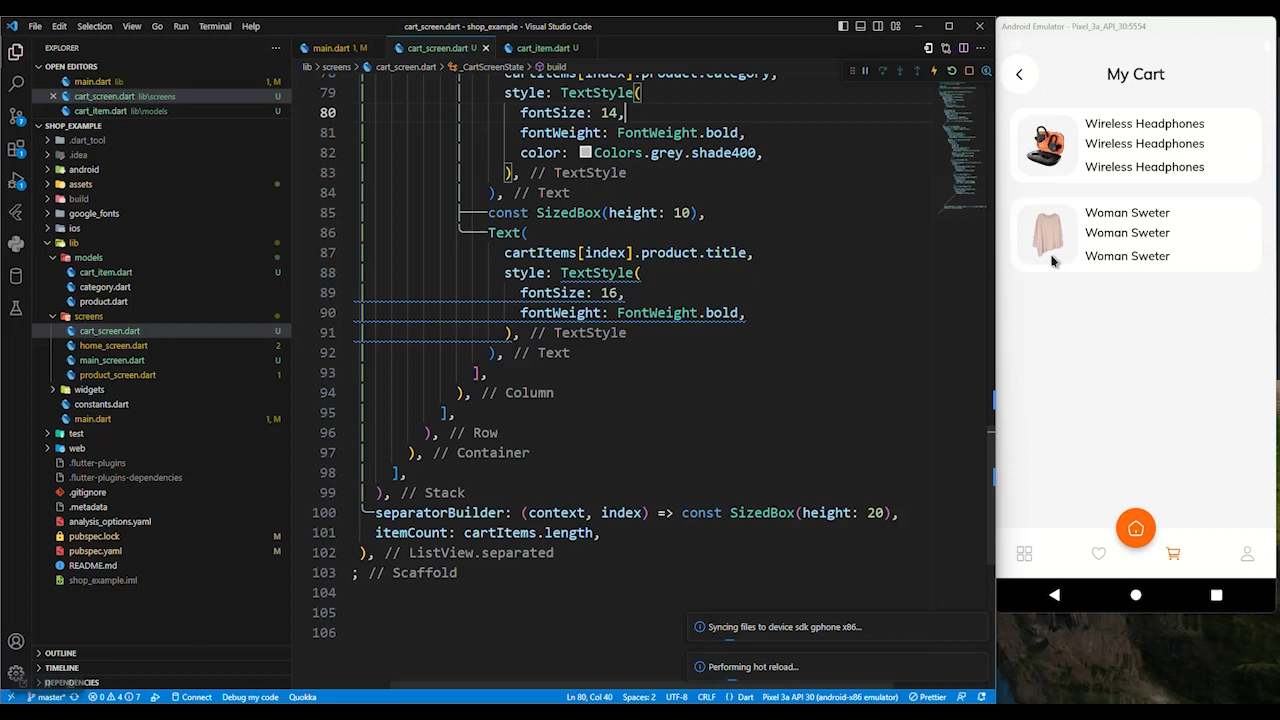 File Edit Selection View Run Terminal Help
cart_screen.dart - shop_example - Visual Studio Code
EXPLORER
OPEN EDITORS
main.dart lib 1, M
cart_screen.dart lib\screens U
cart_item.dart lib\models U
SHOP_EXAMPLE
.dart_tool
.idea
android
assets
build
google_fonts
ios
lib
models
cart_item.dart U
category.dart
product.dart
screens
cart_screen.dart U
home_screen.dart 2
main_screen.dart U
product_screen.dart 1
widgets
constants.dart
main.dart 1, M
test
web
.flutter-plugins
.flutter-plugins-dependencies
.gitignore
.metadata
analysis_options.yaml
pubspec.lock M
pubspec.yaml M
README.md
shop_example.iml
OUTLINE
TIMELINE
DEPENDENCIES
main.dart 1, M
cart_screen.dart U
cart_item.dart U
lib > screens > cart_screen.dart > _CartScreenState > build
78 cartItems[index].product.category,
79 style: TextStyle(
80 fontSize: 14,
81 fontWeight: FontWeight.bold,
82 color: Colors.grey.shade400,
83 ), // TextStyle
84 ), // Text
85 const SizedBox(height: 10),
86 Text(
87 cartItems[index].product.title,
88 style: TextStyle(
89 fontSize: 16,
90 fontWeight: FontWeight.bold,
91 ), // TextStyle
92 ), // Text
93 ],
94 ), // Column
95 ],
96 ), // Row
97 ), // Container
98 ],
99 ), // Stack
100 separatorBuilder: (context, index) => const SizedBox(height: 20),
101 itemCount: cartItems.length,
102 ), // ListView.separated
103 ; // Scaffold
104
105
106
Syncing files to device sdk gphone x86...
Performing hot reload...
master* 0 4 7 Connect Debug my code Quokka Ln 80, Col 40 Spaces: 2 UTF-8 CRLF {} Dart Pixel 3a API 30 (android-x86 emulator) Prettier
Android Emulator - Pixel_3a_API_30:5554
My Cart
Wireless Headphones
Wireless Headphones
Wireless Headphones
Woman Sweter
Woman Sweter
Woman Sweter